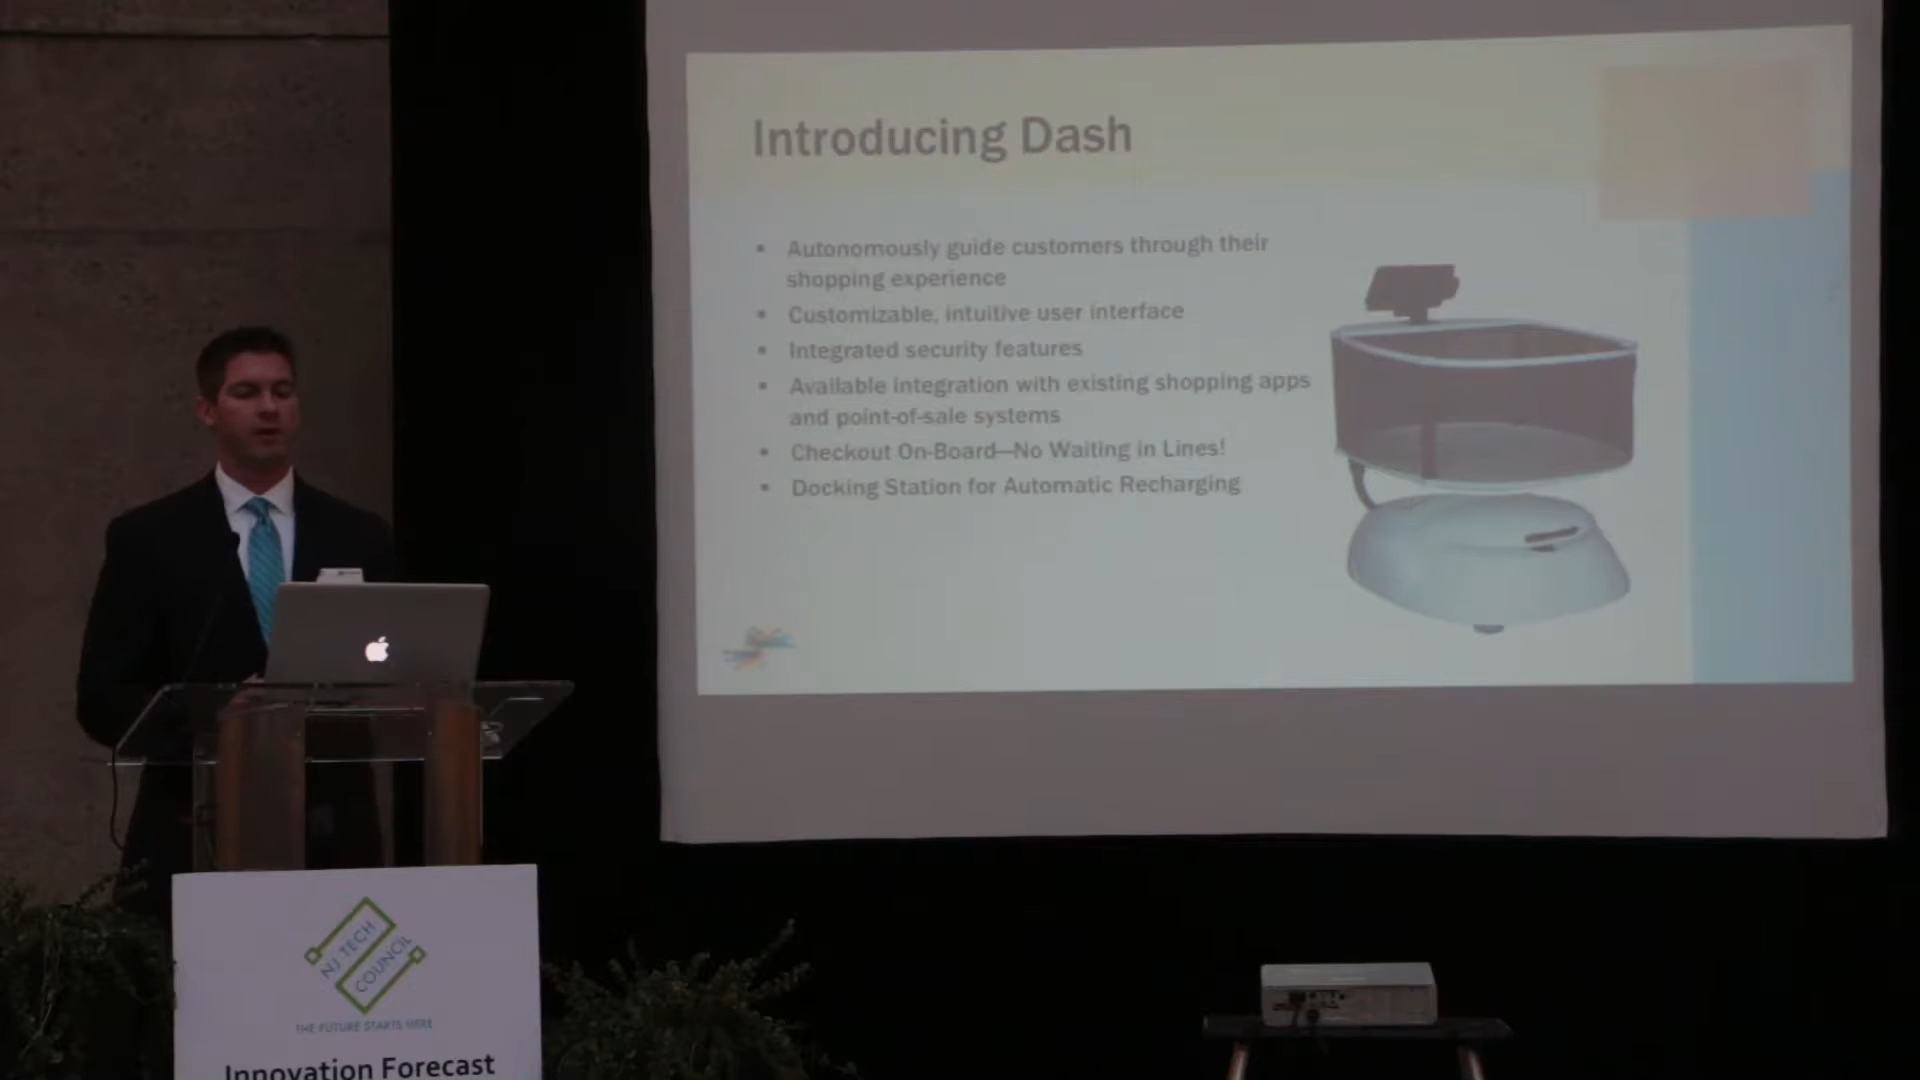 Introducing Dash
▪ Autonomously guide customers through their
shopping experience
▪ Customizable, intuitive user interface
▪ Integrated security features
▪ Available integration with existing shopping apps
and point-of-sale systems
▪ Checkout On-Board—No Waiting in Lines!
▪ Docking Station for Automatic Recharging
NJ TECH
COUNCIL
THE FUTURE STARTS HERE
Innovation Forecast